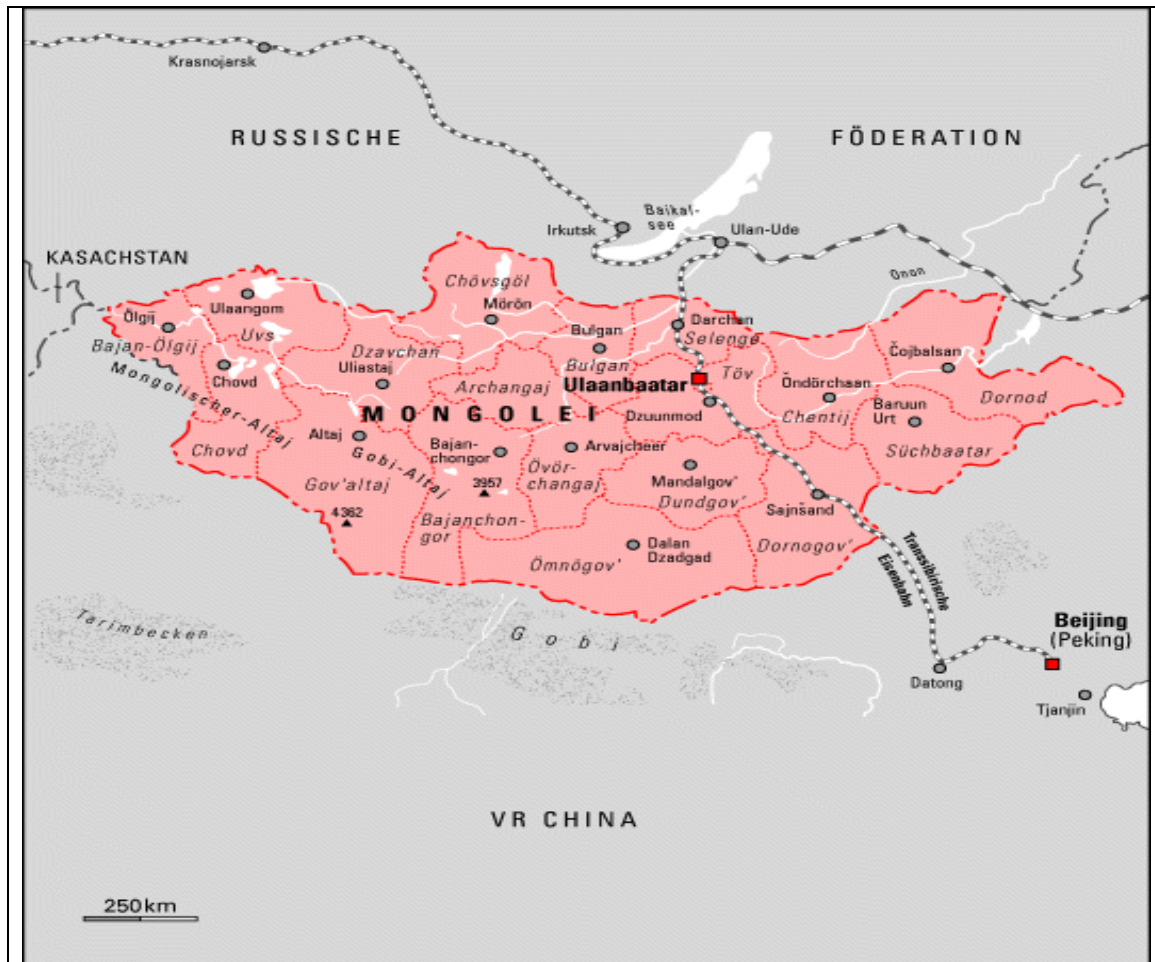 Krasnojarsk
RUSSISCHE
FÖDERATION
Baikal-
see
Irkutsk
Ulan-Ude
KASACHSTAN
Onon
Chövsgöl
Ulaangom
Mörön
Ölgij
Uvs
Bulgan
Darchan
Selenge
Bajan-Ölgij
Dzavchan
Uliastaj
Bulgan
Čojbalsan
Chovd
Archangaj
Ulaanbaatar
Töv
Öndörchaan
Dornod
Mongolischer-Altaj
MONGOLEI
Dzuunmod
Chentij
Baruun
Urt
Altaj
Gobi-Altaj
Bajan-
chongor
Arvajcheer
Süchbaatar
Chovd
Övör-
changaj
Mandalgov'
Dundgov'
Gov'altaj
3957
Sajnšand
4362
Bajanchon-
gor
Dalan
Dzadgad
Dornogov'
Ömnögov'
Transsibirische
Eisenbahn
Tarimbecken
Gobi
Beijing
(Peking)
Datong
Tjanjin
VR CHINA
250km